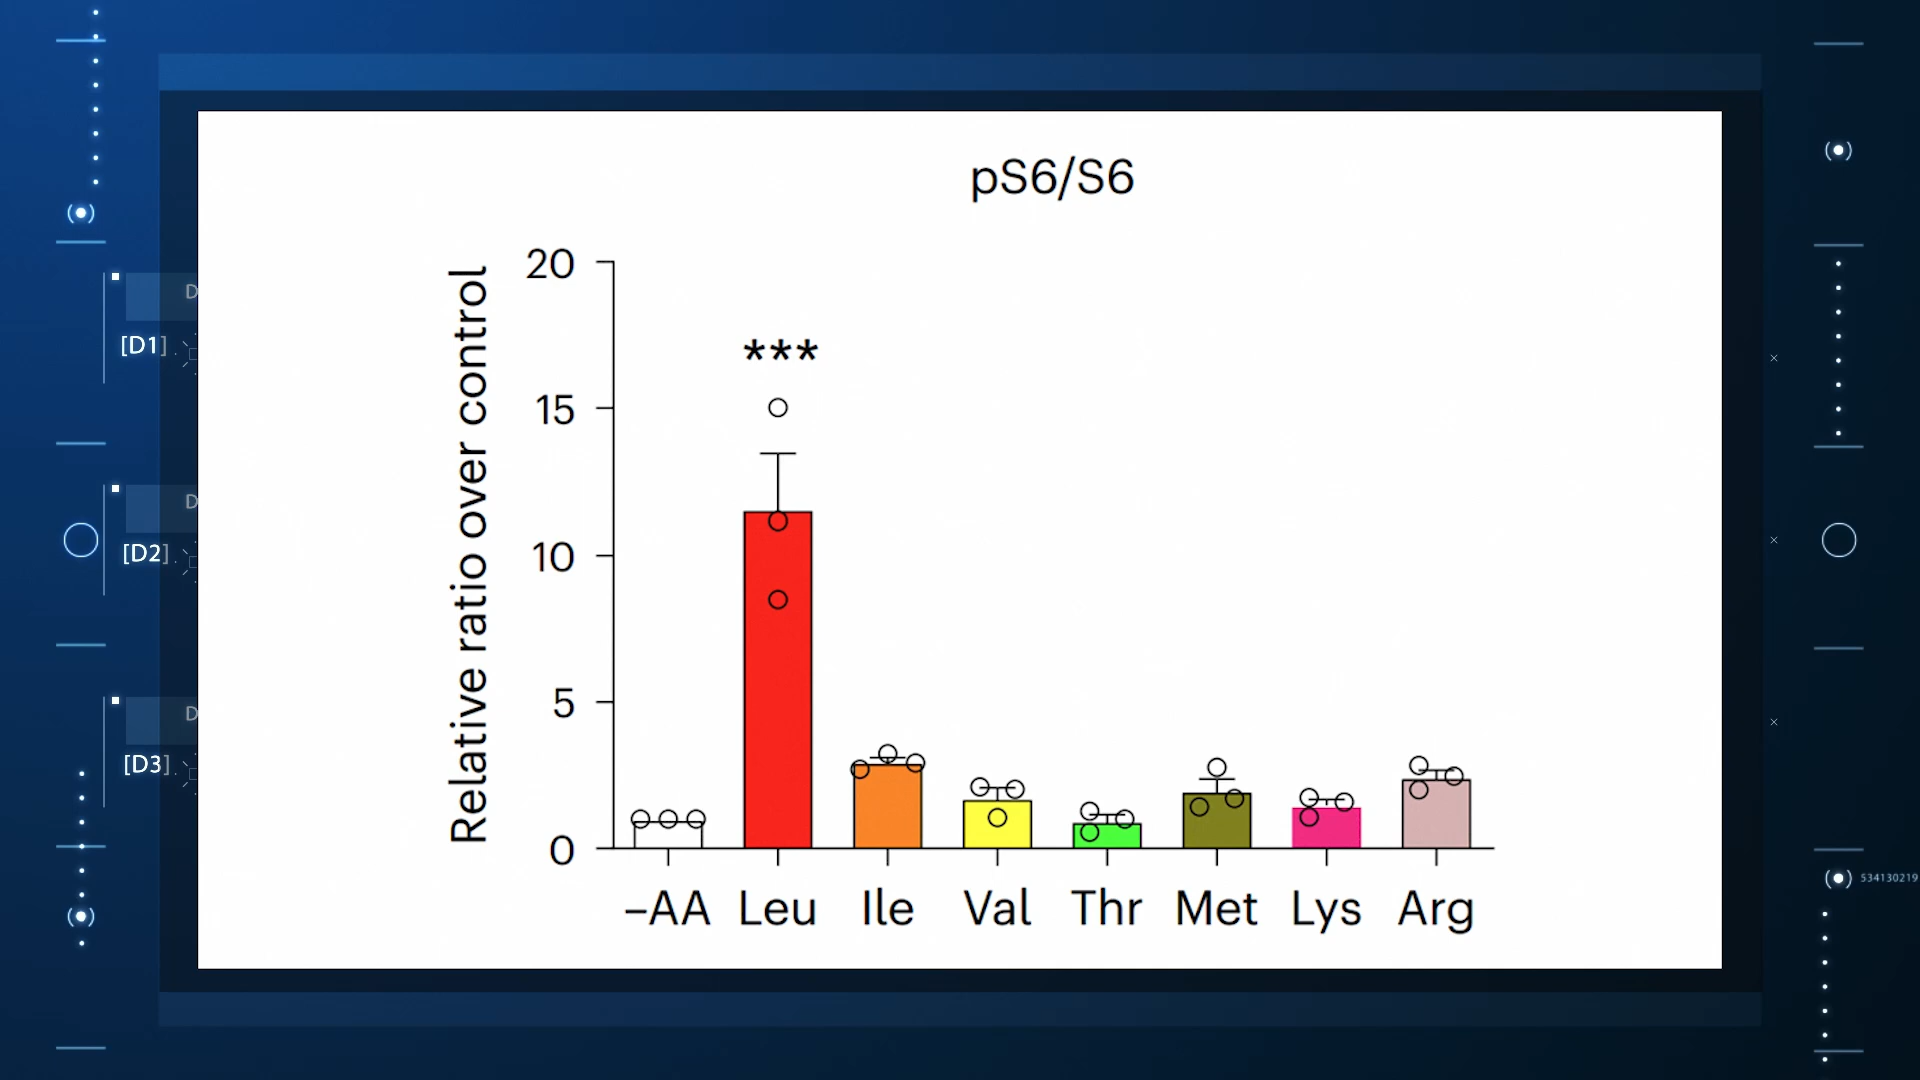 pS6/S6
Relative ratio over control
20
15
10
5
0
***
–AA Leu Ile Val Thr Met Lys Arg
D
[D1]
D
[D2]
D
[D3]
534130219